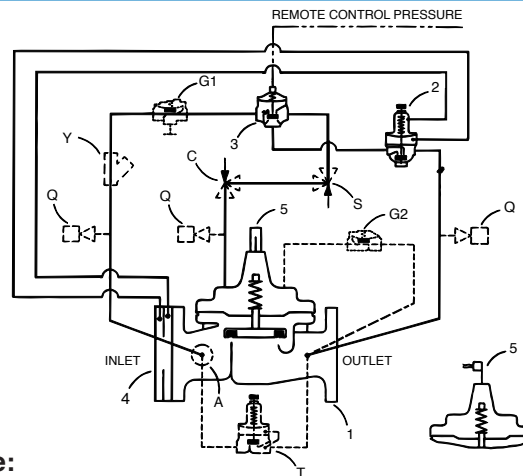 REMOTE CONTROL PRESSURE
G1
2
3
Y
C
S
Q
Q
5
G2
Q
INLET
OUTLET
5
4
A
1
T
e: